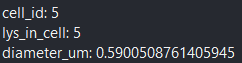 cell_id: 5
lys_in_cell: 5
diameter_um: 0.5900508761405945